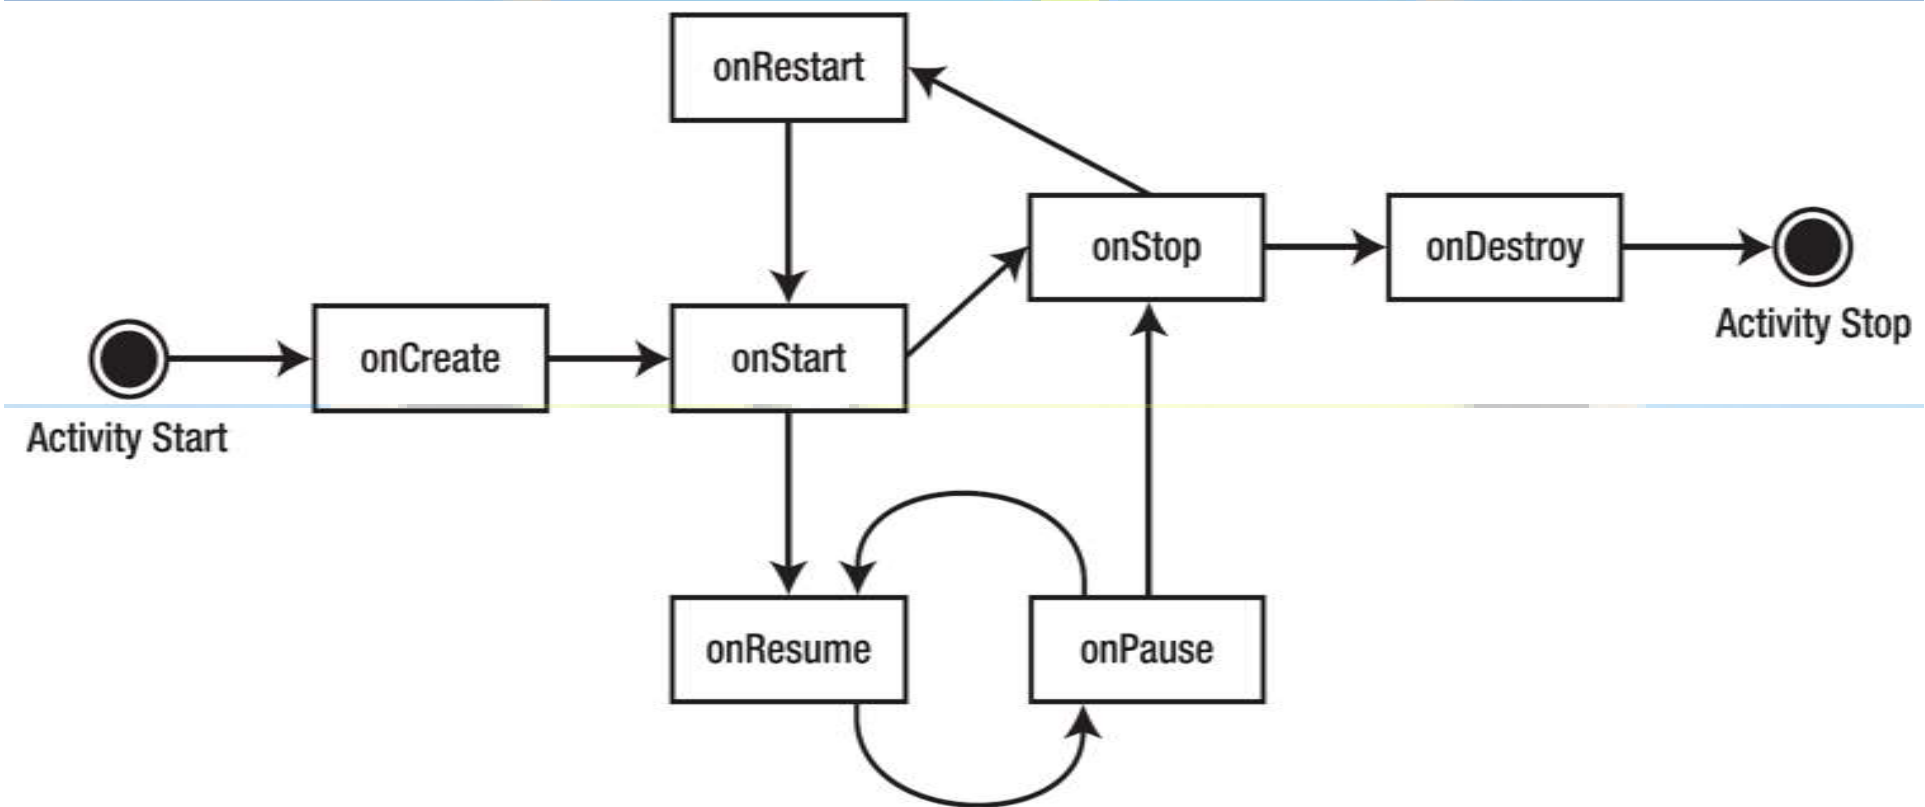 onRestart
onStop
onDestroy
Activity Stop
onCreate
onStart
Activity Start
onResume
onPause